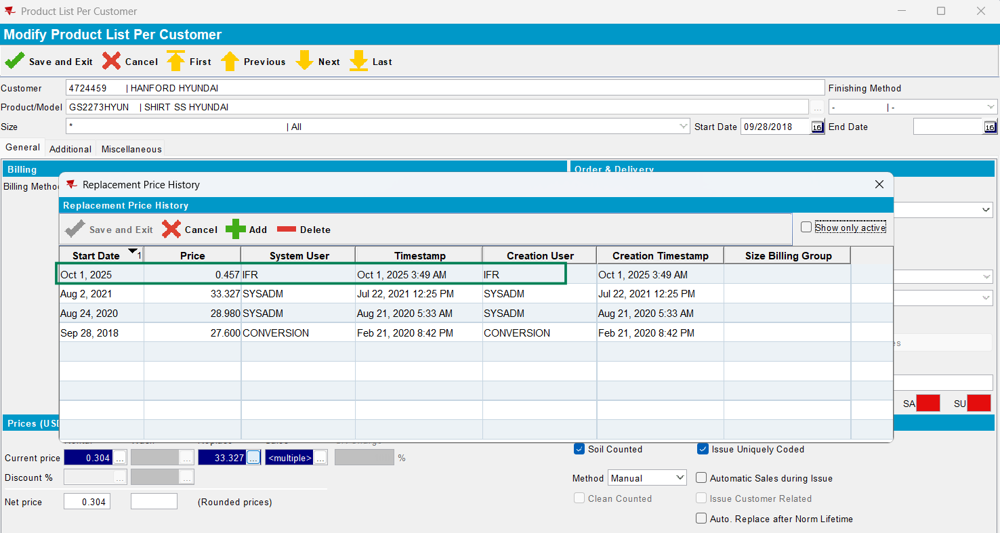 Product List Per Customer
Modify Product List Per Customer
Save and Exit Cancel First Previous Next Last
Customer 4724459 | HANFORD HYUNDAI Finishing Method
Product/Model GS2273HYUN | SHIRT SS HYUNDAI ... - | -
Size * | All Start Date 09/28/2018 16 End Date 16
General Additional Miscellaneous
Billing Order & Delivery
Billing Metho
Replacement Price History
Replacement Price History
Save and Exit Cancel Add Delete Show only active
Start Date 1 Price System User Timestamp Creation User Creation Timestamp Size Billing Group
Oct 1, 2025 0.457 IFR Oct 1, 2025 3:49 AM IFR Oct 1, 2025 3:49 AM
Aug 2, 2021 33.327 SYSADM Jul 22, 2021 12:25 PM SYSADM Jul 22, 2021 12:25 PM
Aug 24, 2020 28.980 SYSADM Aug 21, 2020 5:33 AM SYSADM Aug 21, 2020 5:33 AM
Sep 28, 2018 27.600 CONVERSION Feb 21, 2020 8:42 PM CONVERSION Feb 21, 2020 8:42 PM
es
SA SU
Prices (USD
Current price 0.304 ... ... 33.327 ... <multiple> ... % Soil Counted Issue Uniquely Coded
Discount % ... ... Method Manual Automatic Sales during Issue
Net price 0.304 (Rounded prices) Clean Counted Issue Customer Related
Auto. Replace after Norm Lifetime